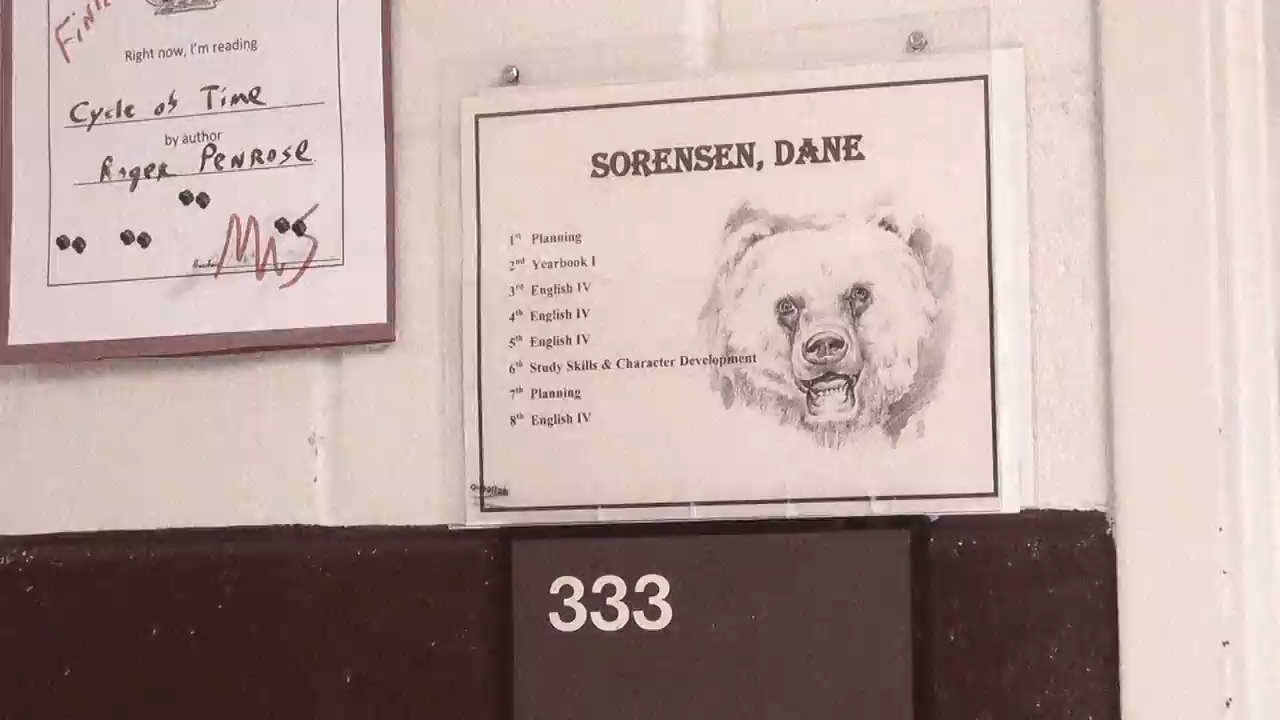 Right now, I'm reading
Cycle of Time
by author
Roger Penrose
SORENSEN, DANE
1st Planning
2nd Yearbook I
3rd English IV
4th English IV
5th English IV
6th Study Skills & Character Development
7th Planning
8th English IV
333